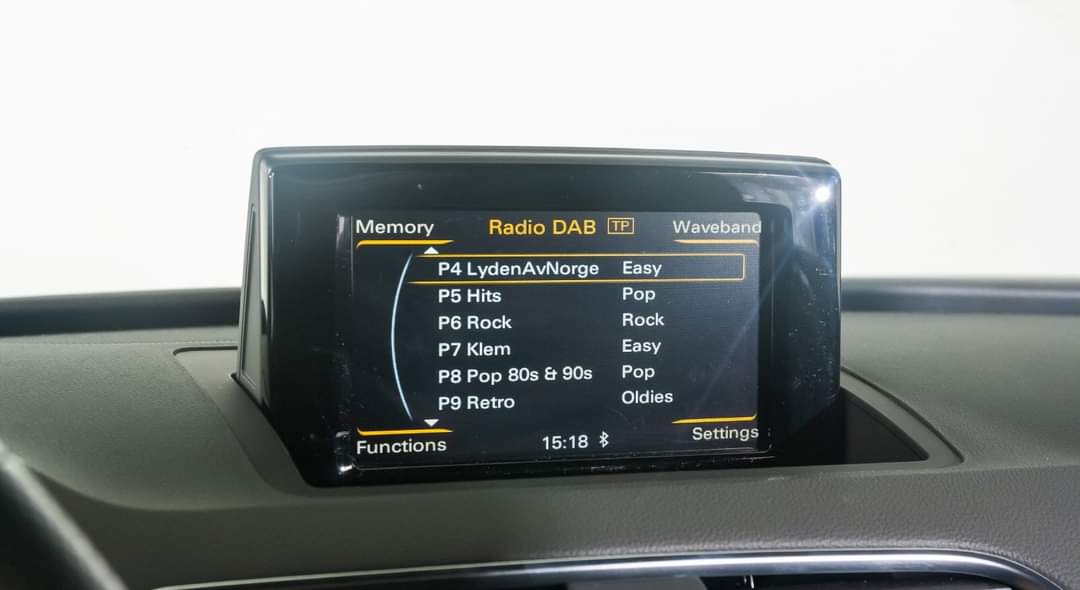 Memory Radio DAB TP Waveband
P4 LydenAvNorge Easy
P5 Hits Pop
P6 Rock Rock
P7 Klem Easy
P8 Pop 80s & 90s Pop
P9 Retro Oldies
Functions 15:18 Settings